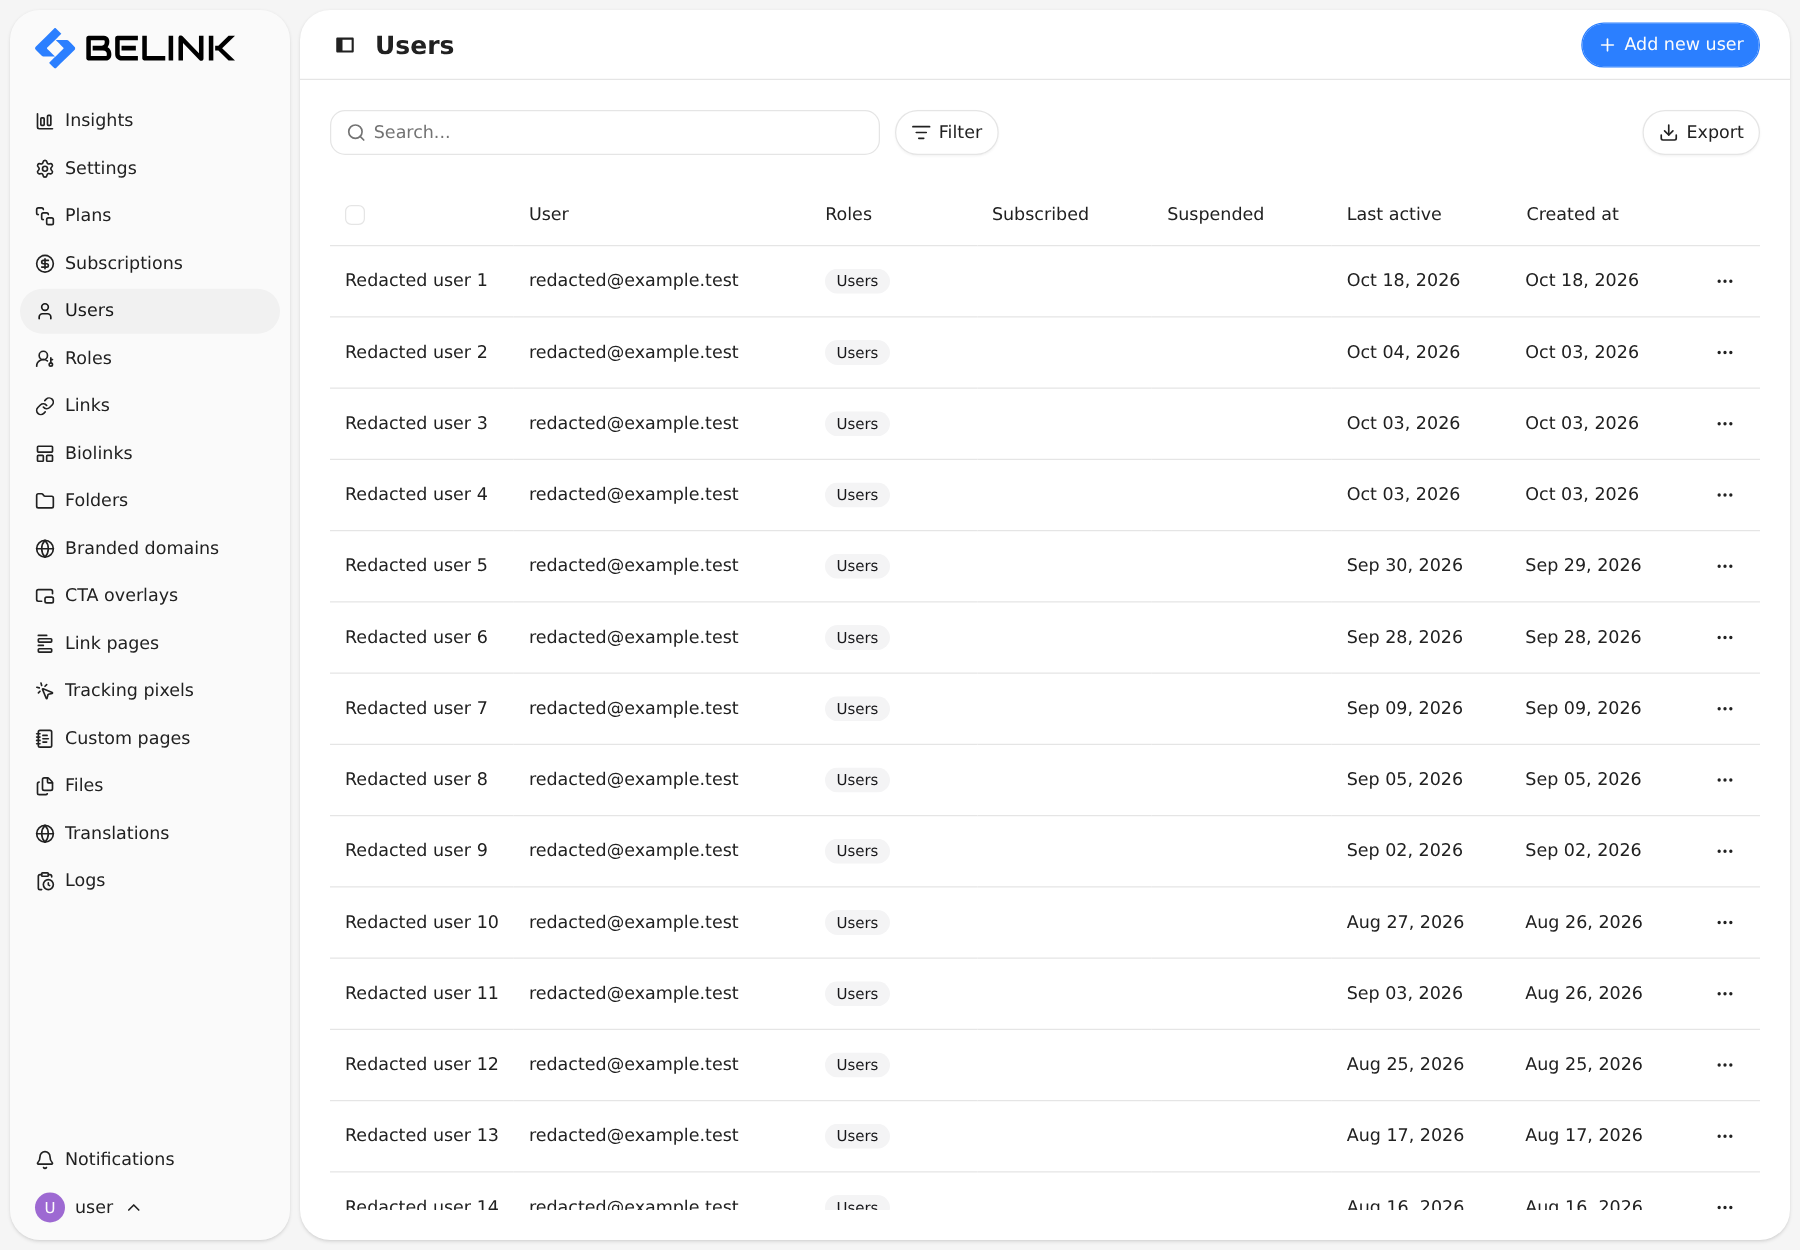 BELINK
Insights
Settings
Plans
Subscriptions
Users
Roles
Links
Biolinks
Folders
Branded domains
CTA overlays
Link pages
Tracking pixels
Custom pages
Files
Translations
Logs
Notifications
U user
Users
+ Add new user
Search...
Filter
Export
User Roles Subscribed Suspended Last active Created at
Redacted user 1 redacted@example.test Users Oct 18, 2026 Oct 18, 2026
Redacted user 2 redacted@example.test Users Oct 04, 2026 Oct 03, 2026
Redacted user 3 redacted@example.test Users Oct 03, 2026 Oct 03, 2026
Redacted user 4 redacted@example.test Users Oct 03, 2026 Oct 03, 2026
Redacted user 5 redacted@example.test Users Sep 30, 2026 Sep 29, 2026
Redacted user 6 redacted@example.test Users Sep 28, 2026 Sep 28, 2026
Redacted user 7 redacted@example.test Users Sep 09, 2026 Sep 09, 2026
Redacted user 8 redacted@example.test Users Sep 05, 2026 Sep 05, 2026
Redacted user 9 redacted@example.test Users Sep 02, 2026 Sep 02, 2026
Redacted user 10 redacted@example.test Users Aug 27, 2026 Aug 26, 2026
Redacted user 11 redacted@example.test Users Sep 03, 2026 Aug 26, 2026
Redacted user 12 redacted@example.test Users Aug 25, 2026 Aug 25, 2026
Redacted user 13 redacted@example.test Users Aug 17, 2026 Aug 17, 2026
Redacted user 14 redacted@example.test Users Aug 16, 2026 Aug 16, 2026